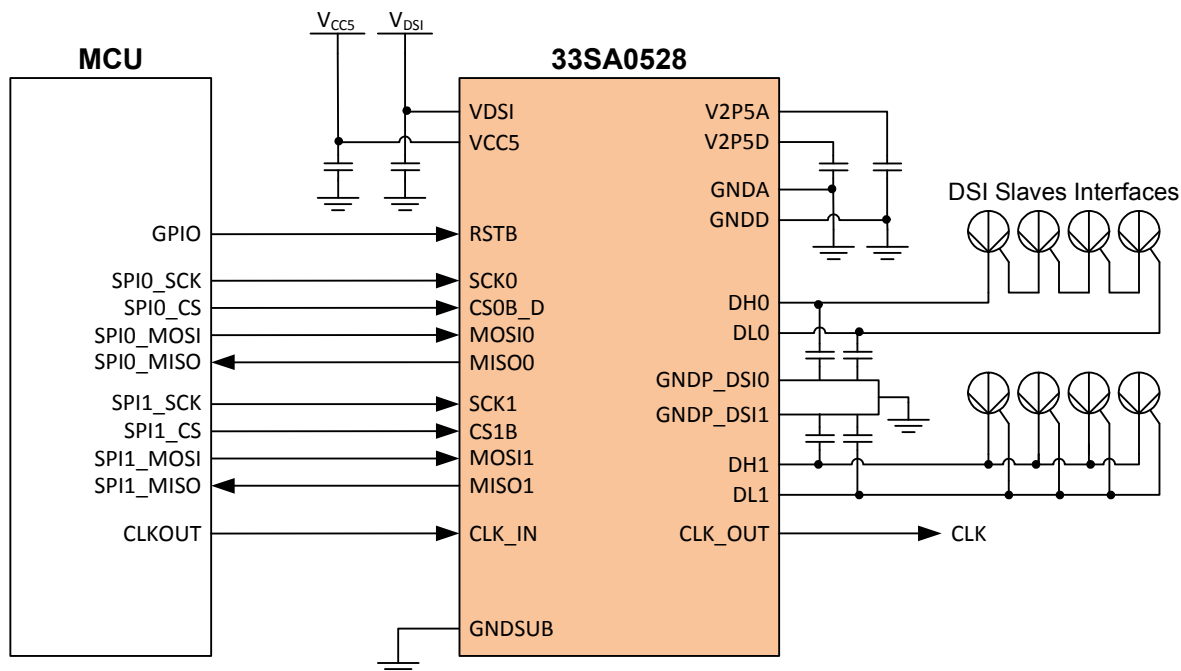 VCC5 VDSI
MCU
33SA0528
VDSI
VCC5
V2P5A
V2P5D
GNDA
GNDD
DSI Slaves Interfaces
GPIO
RSTB
SPI0_SCK
SCK0
SPI0_CS
CS0B_D
SPI0_MOSI
MOSI0
SPI0_MISO
MISO0
DH0
DL0
GNDP_DSI0
GNDP_DSI1
SPI1_SCK
SCK1
SPI1_CS
CS1B
SPI1_MOSI
MOSI1
SPI1_MISO
MISO1
DH1
DL1
CLKOUT
CLK_IN
CLK_OUT
CLK
GNDSUB